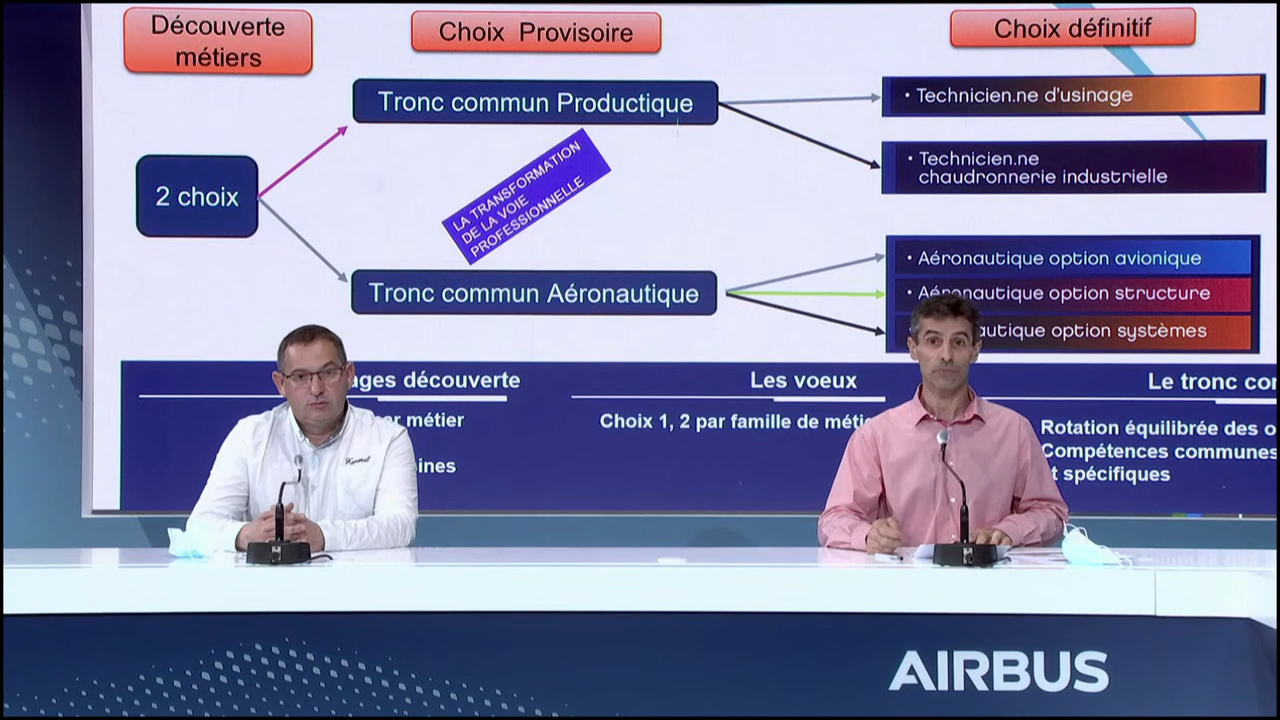 Découverte
métiers
Choix Provisoire
Choix définitif
2 choix
Tronc commun Productique
LA TRANSFORMATION
DE LA VOIE
PROFESSIONNELLE
Tronc commun Aéronautique
• Technicien.ne d'usinage
• Technicien.ne
chaudronnerie industrielle
• Aéronautique option avionique
• Aéronautique option structure
autique option systèmes
ages découverte
métier
ines
Les voeux
Choix 1, 2 par famille de méti
Le tronc co
Rotation équilibrée des o
Compétences communes
t spécifiques
AIRBUS